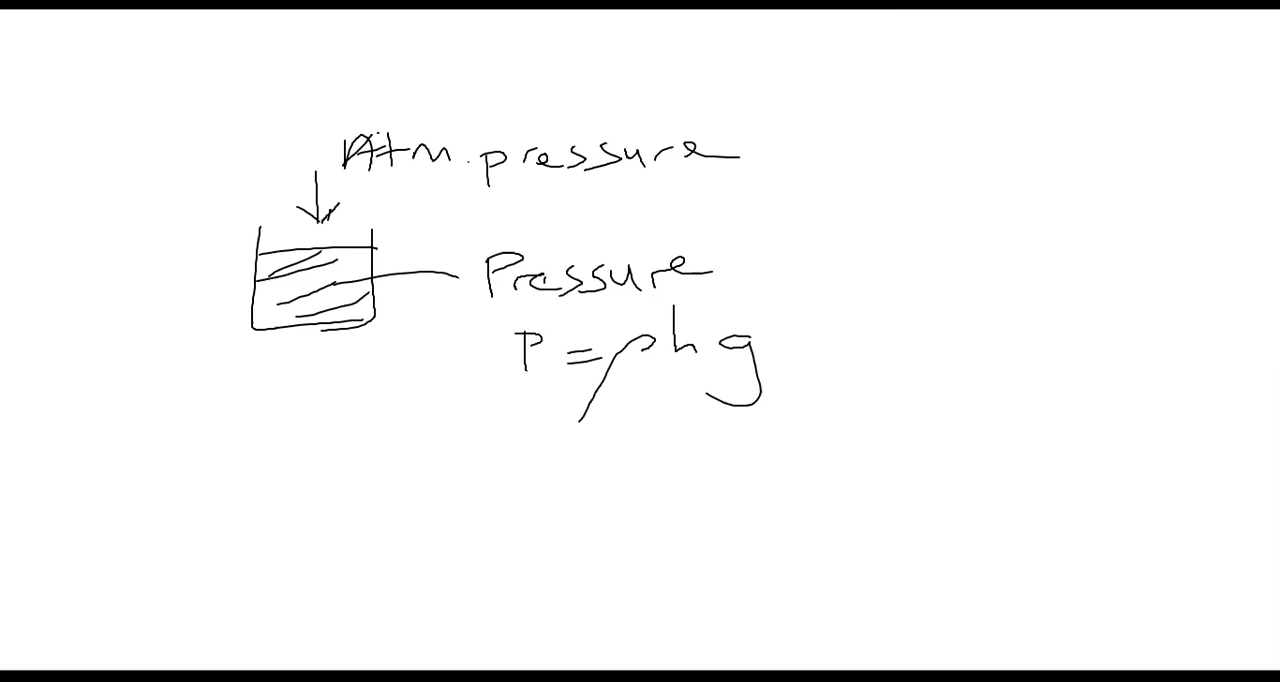 Atm. pressure
Pressure
P = ρhg